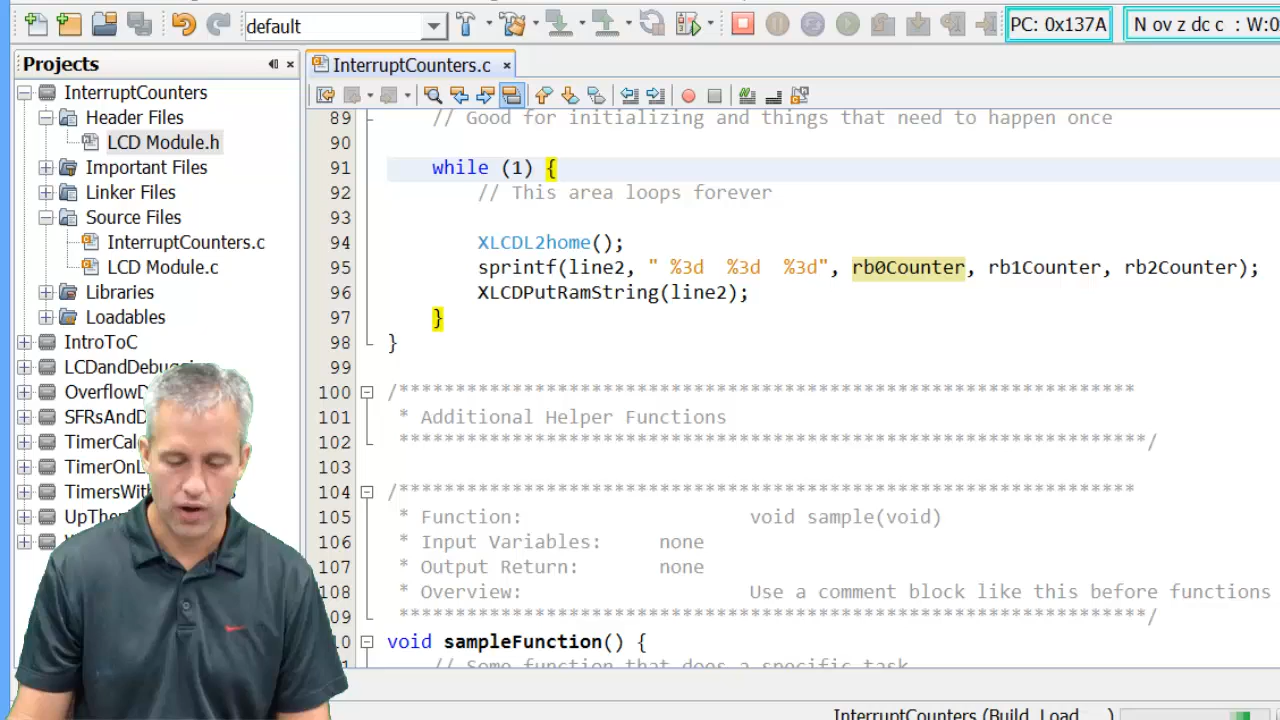 default
PC: 0x137A
N ov z dc c : W:0
Projects
InterruptCounters.c
InterruptCounters
Header Files
LCD Module.h
Important Files
Linker Files
Source Files
InterruptCounters.c
LCD Module.c
Libraries
Loadables
IntroToC
LCDandDebugging
OverflowD
SFRsAndD
TimerCal
TimerOnL
TimersWith
UpThe
89 // Good for initializing and things that need to happen once
90
91 while (1) {
92 // This area loops forever
93
94 XLCDL2home();
95 sprintf(line2, " %3d  %3d  %3d", rb0Counter, rb1Counter, rb2Counter);
96 XLCDPutRamString(line2);
97 }
98 }
99
100 /*****************************************************************
101 * Additional Helper Functions
102 ******************************************************************/
103
104 /*****************************************************************
105 * Function: void sample(void)
106 * Input Variables: none
107 * Output Return: none
108 * Overview: Use a comment block like this before functions
09 ******************************************************************/
10 void sampleFunction() {
// Some function that does a specific task
InterruptCounters (Build, Load, ...)